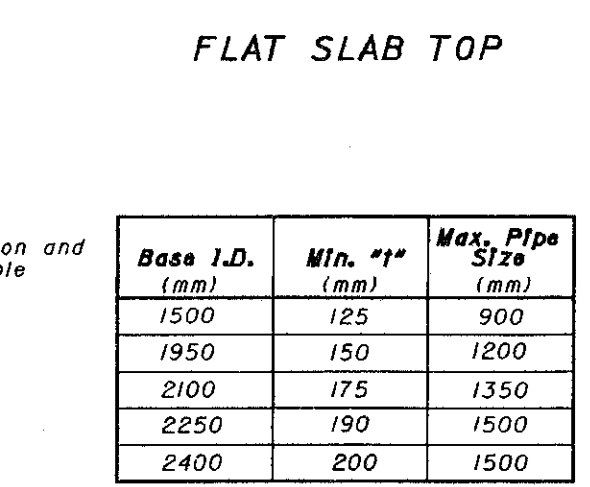 FLAT SLAB TOP
on and
Base I.D. Min. "t" Max. Pipe Size
(mm) (mm) (mm)
1500 125 900
1950 150 1200
2100 175 1350
2250 190 1500
2400 200 1500